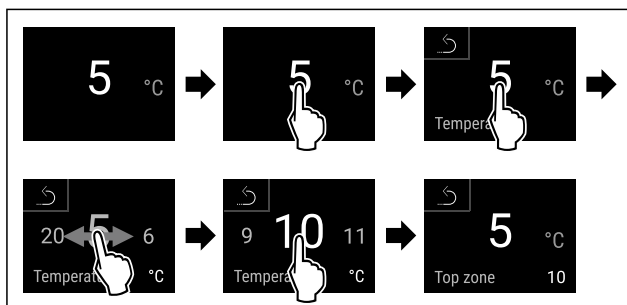 5 °C
5 °C
5 °C
Tempera
20 5 6
Temperat °C
9 10 11
Tempera °C
5 °C
Top zone 10